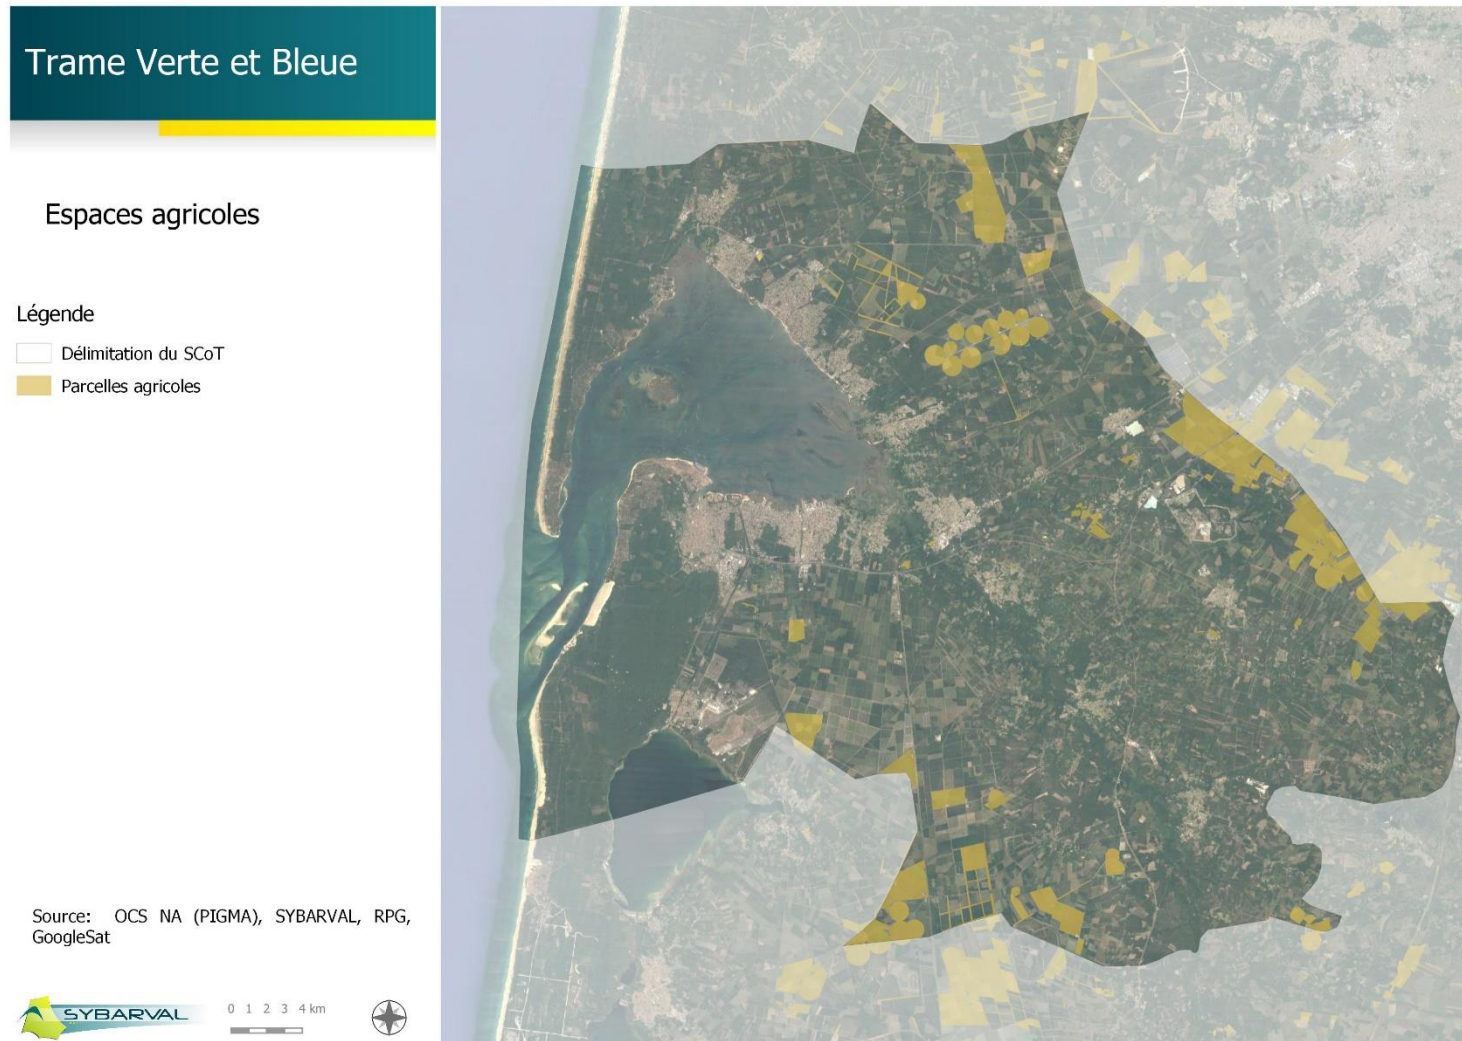 Trame Verte et Bleue
Espaces agricoles
Légende
Délimitation du SCoT
Parcelles agricoles
Source: OCS NA (PIGMA), SYBARVAL, RPG,
GoogleSat
SYBARVAL
0 1 2 3 4 km